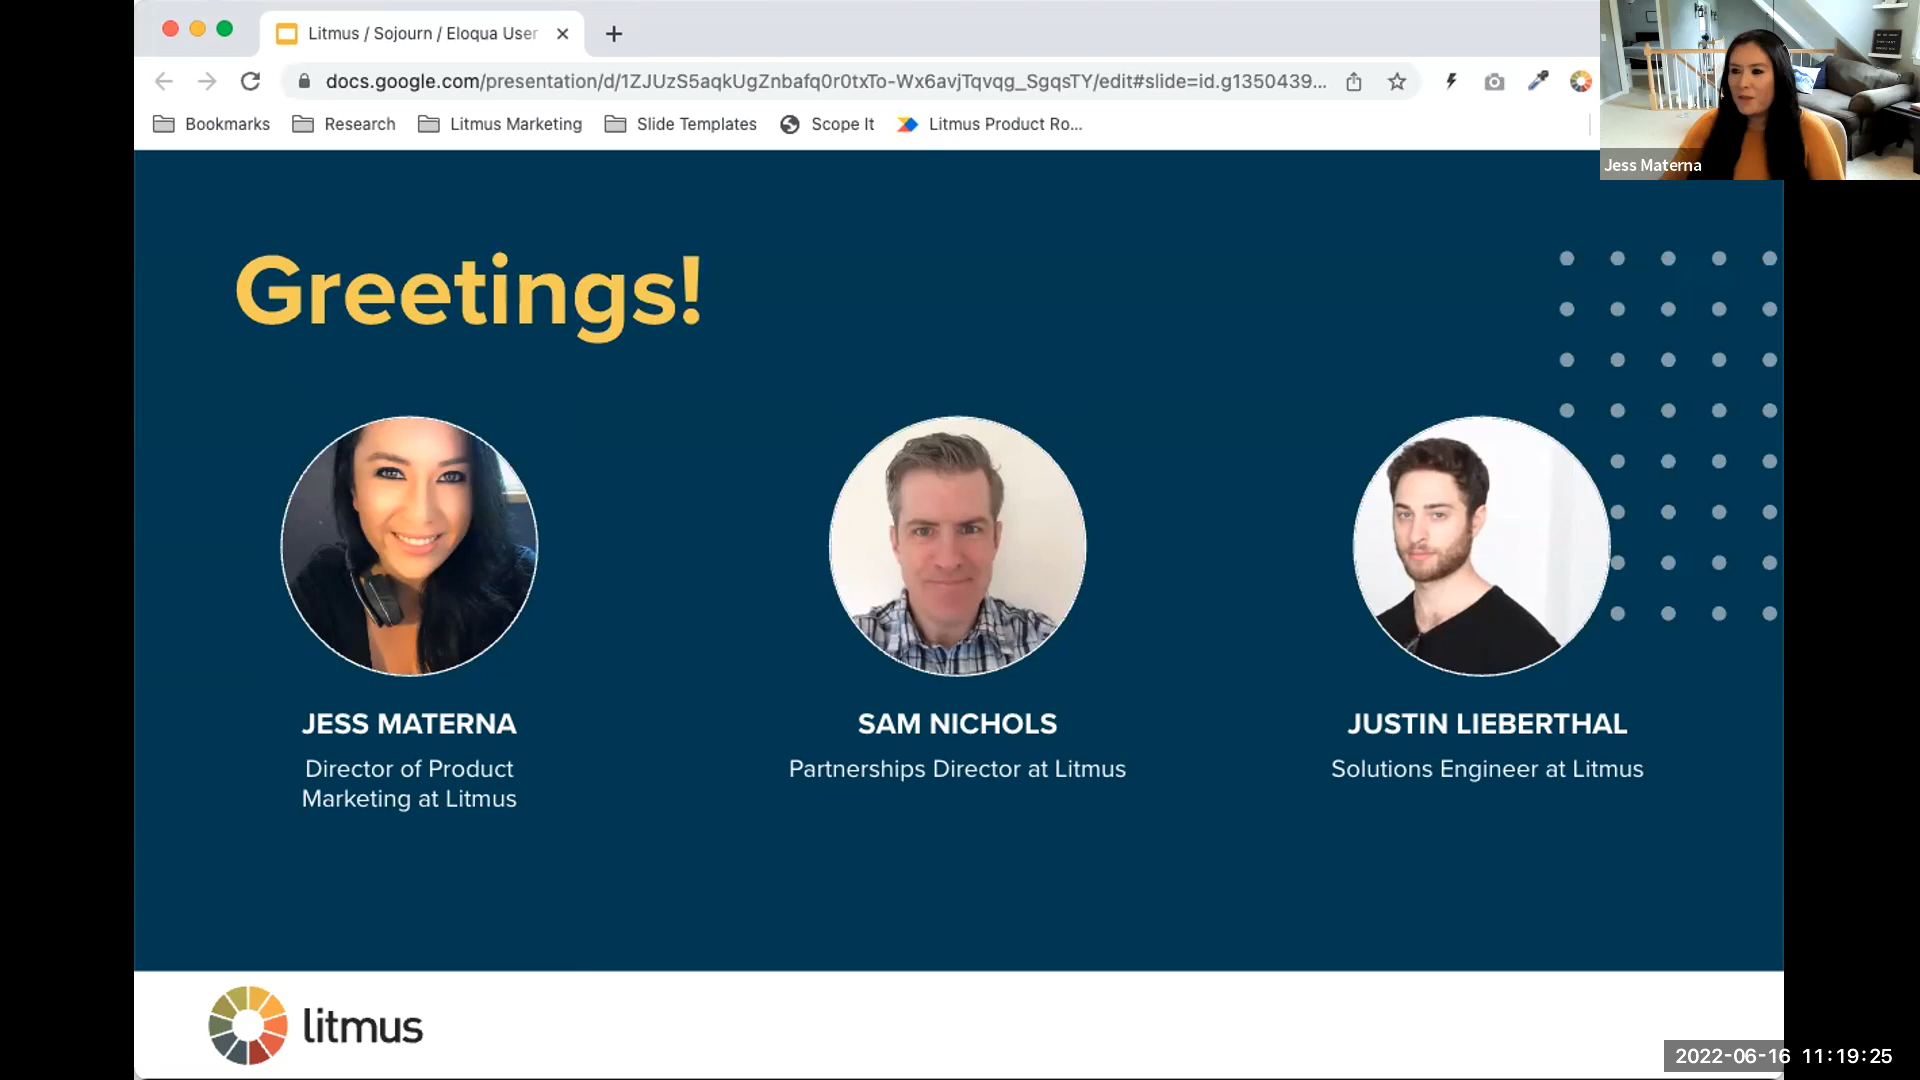 Litmus / Sojourn / Eloqua User
docs.google.com/presentation/d/1ZJUzS5aqkUgZnbafq0r0txTo-Wx6avjTqvqg_SgqsTY/edit#slide=id.g1350439...
Bookmarks
Research
Litmus Marketing
Slide Templates
Scope It
Litmus Product Ro...
Jess Materna
Greetings!
JESS MATERNA
Director of Product
Marketing at Litmus
SAM NICHOLS
Partnerships Director at Litmus
JUSTIN LIEBERTHAL
Solutions Engineer at Litmus
litmus
2022-06-16 11:19:25